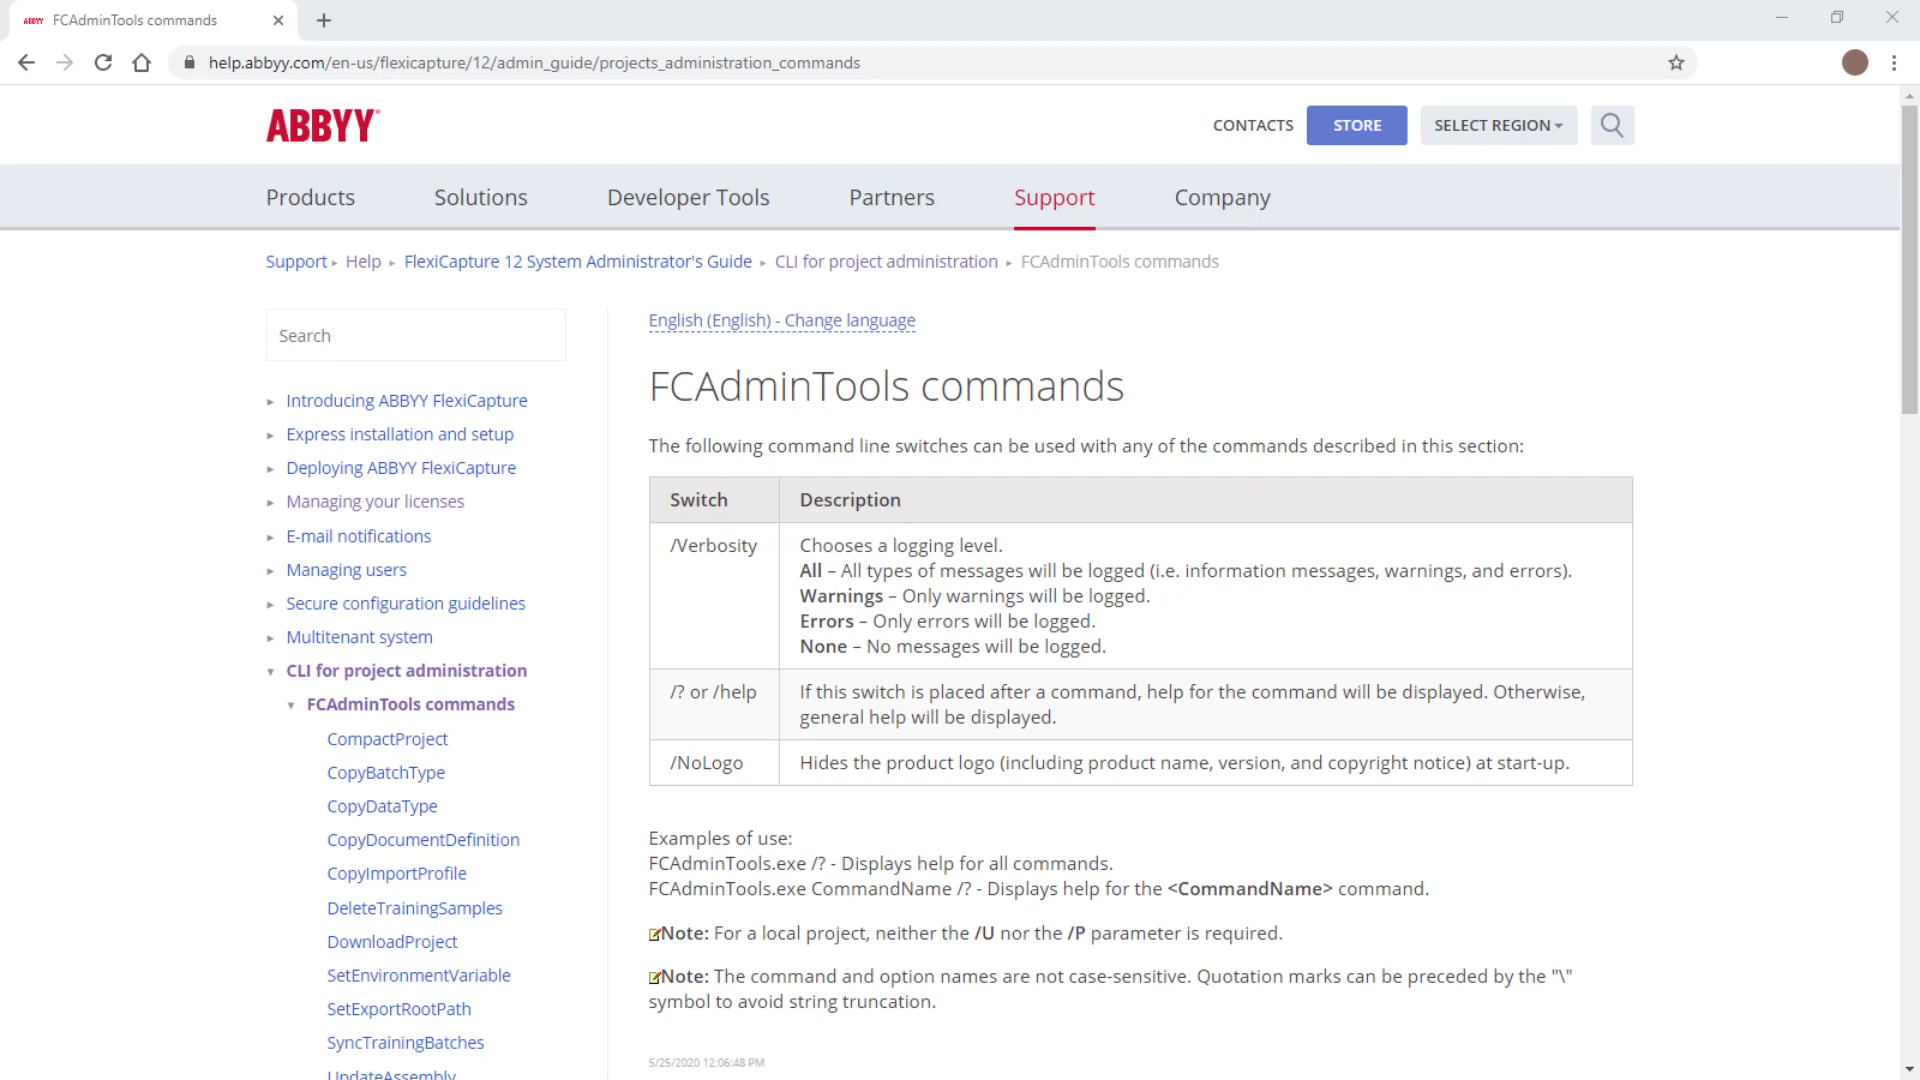 ABBYY FCAdminTools commands
help.abbyy.com/en-us/flexicapture/12/admin_guide/projects_administration_commands
ABBYY
CONTACTS STORE SELECT REGION
Products Solutions Developer Tools Partners Support Company
Support ▸ Help ▸ FlexiCapture 12 System Administrator's Guide ▸ CLI for project administration ▸ FCAdminTools commands
Search
Introducing ABBYY FlexiCapture
Express installation and setup
Deploying ABBYY FlexiCapture
Managing your licenses
E-mail notifications
Managing users
Secure configuration guidelines
Multitenant system
CLI for project administration
FCAdminTools commands
CompactProject
CopyBatchType
CopyDataType
CopyDocumentDefinition
CopyImportProfile
DeleteTrainingSamples
DownloadProject
SetEnvironmentVariable
SetExportRootPath
SyncTrainingBatches
UpdateAssembly
English (English) - Change language
FCAdminTools commands
The following command line switches can be used with any of the commands described in this section:
Switch Description
/Verbosity Chooses a logging level.
All – All types of messages will be logged (i.e. information messages, warnings, and errors).
Warnings – Only warnings will be logged.
Errors – Only errors will be logged.
None – No messages will be logged.
/? or /help If this switch is placed after a command, help for the command will be displayed. Otherwise,
general help will be displayed.
/NoLogo Hides the product logo (including product name, version, and copyright notice) at start-up.
Examples of use:
FCAdminTools.exe /? - Displays help for all commands.
FCAdminTools.exe CommandName /? - Displays help for the <CommandName> command.
Note: For a local project, neither the /U nor the /P parameter is required.
Note: The command and option names are not case-sensitive. Quotation marks can be preceded by the "\"
symbol to avoid string truncation.
5/25/2020 12:06:48 PM